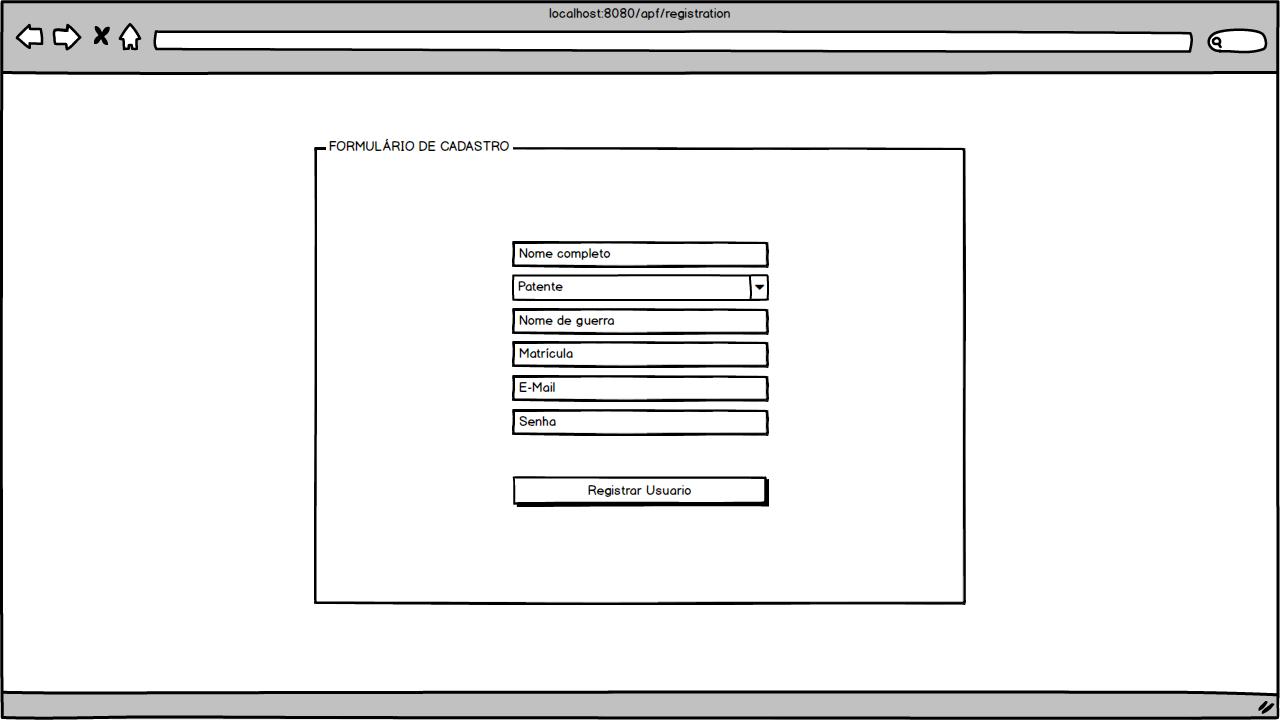 localhost:8080/apf/registration
FORMULÁRIO DE CADASTRO
Nome completo
Patente
Nome de guerra
Matrícula
E-Mail
Senha
Registrar Usuario